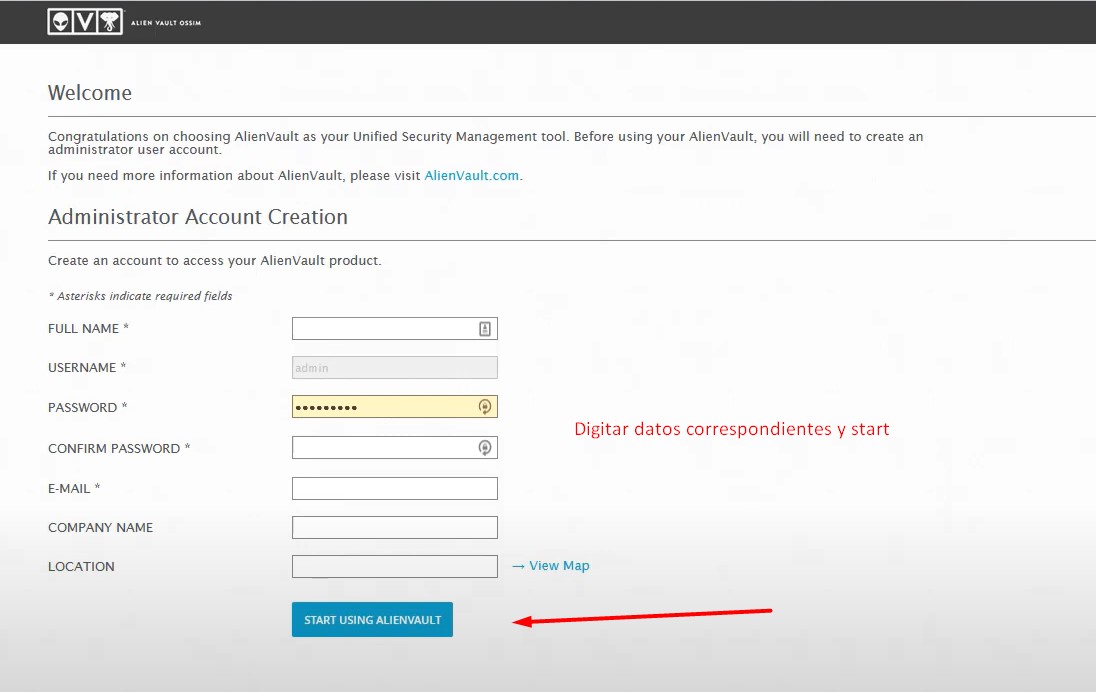 ALIEN VAULT OSSIM
Welcome
Congratulations on choosing AlienVault as your Unified Security Management tool. Before using your AlienVault, you will need to create an
administrator user account.
If you need more information about AlienVault, please visit AlienVault.com.
Administrator Account Creation
Create an account to access your AlienVault product.
* Asterisks indicate required fields
FULL NAME *
USERNAME * admin
PASSWORD * •••••••••
Digitar datos correspondientes y start
CONFIRM PASSWORD *
E-MAIL *
COMPANY NAME
LOCATION → View Map
START USING ALIENVAULT